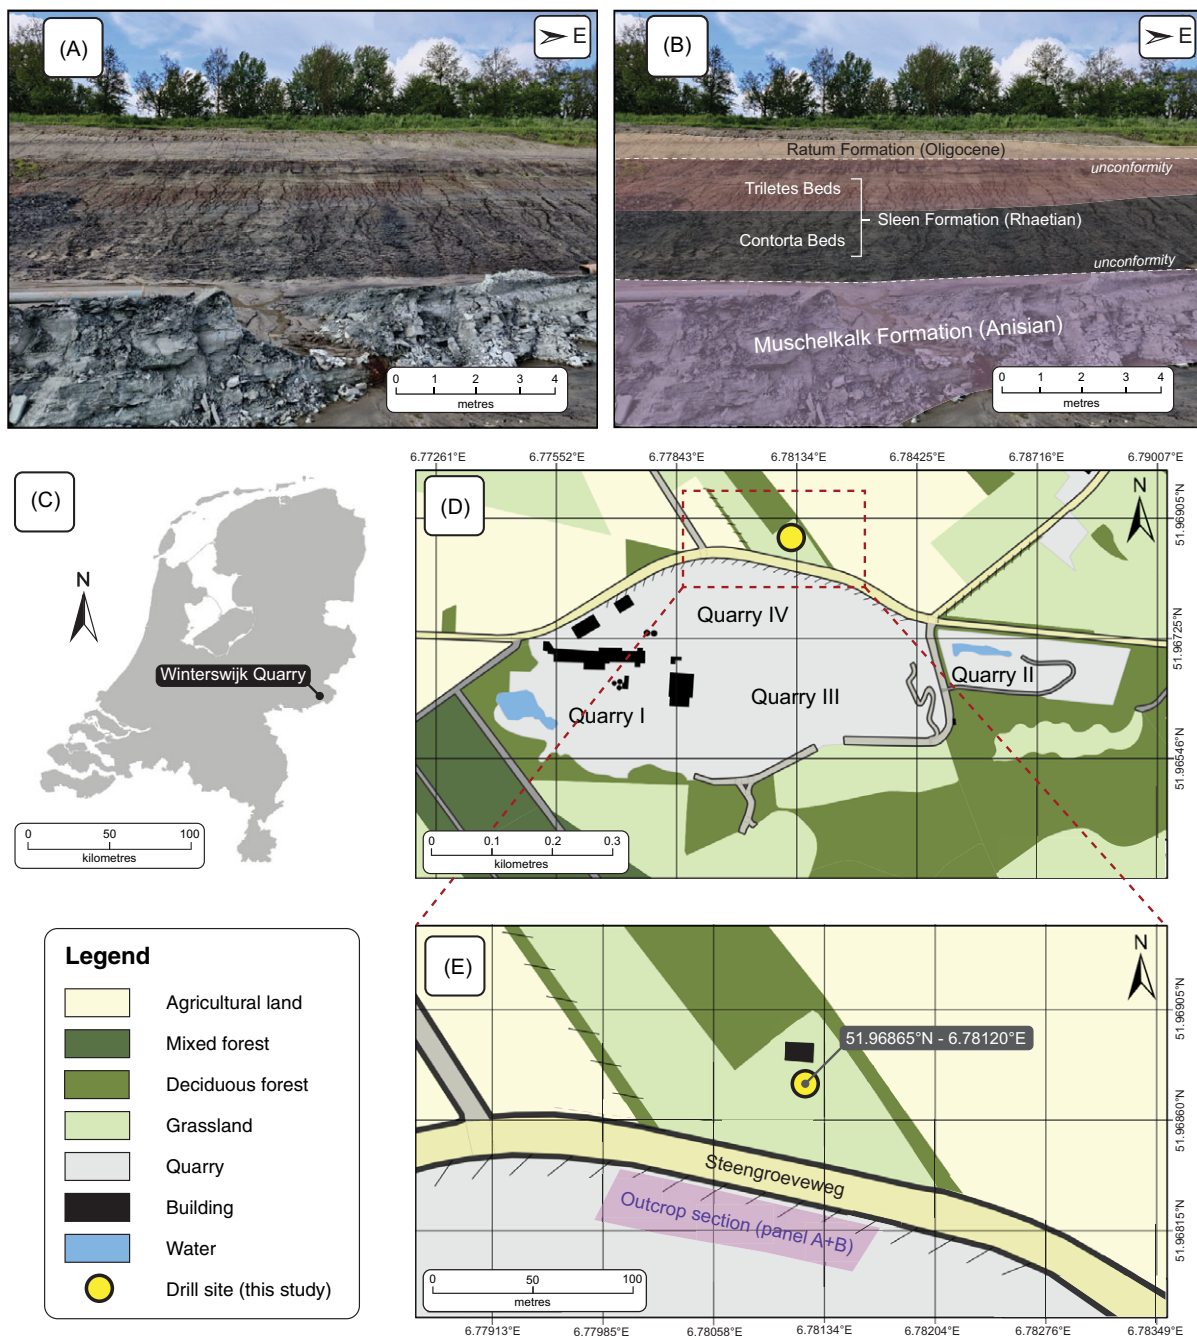 (A)
E
0 1 2 3 4
metres
(B)
E
Ratum Formation (Oligocene)
unconformity
Triletes Beds
Sleen Formation (Rhaetian)
Contorta Beds
unconformity
Muschelkalk Formation (Anisian)
0 1 2 3 4
metres
(C)
N
Winterswijk Quarry
0 50 100
kilometres
6.77261°E 6.77552°E 6.77843°E 6.78134°E 6.78425°E 6.78716°E 6.79007°E
(D)
N
51.96905°N
51.96725°N
51.96546°N
Quarry IV
Quarry II
Quarry III
Quarry I
0 0.1 0.2 0.3
kilometres
Legend
Agricultural land
Mixed forest
Deciduous forest
Grassland
Quarry
Building
Water
Drill site (this study)
(E)
N
51.96865°N - 6.78120°E
51.96905°N
51.96860°N
51.96815°N
Steengroeveweg
Outcrop section (panel A+B)
0 50 100
metres
6.77913°E 6.77985°E 6.78058°E 6.78134°E 6.78204°E 6.78276°E 6.78349°E